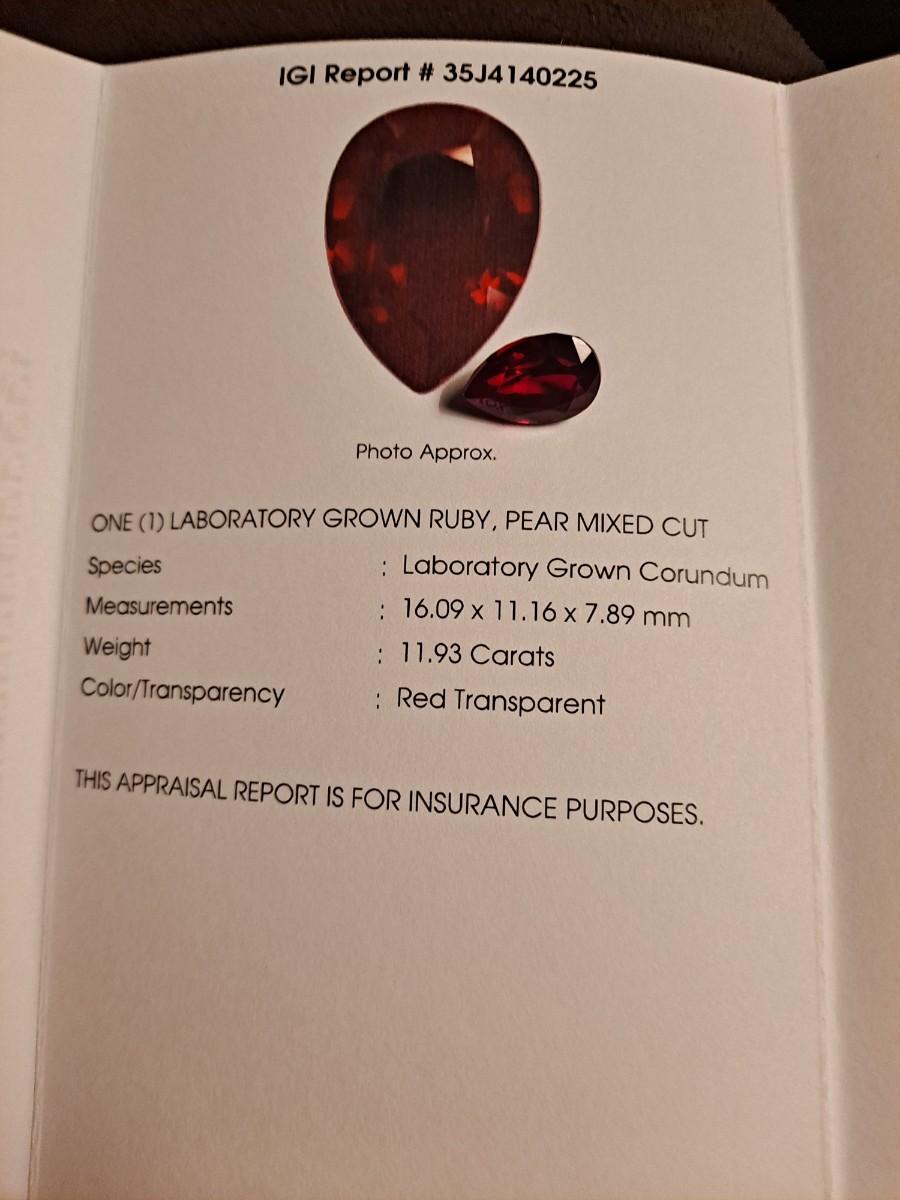 IGI Report # 35J4140225
Photo Approx.
ONE (1) LABORATORY GROWN RUBY, PEAR MIXED CUT
Species : Laboratory Grown Corundum
Measurements : 16.09 x 11.16 x 7.89 mm
Weight : 11.93 Carats
Color/Transparency : Red Transparent
THIS APPRAISAL REPORT IS FOR INSURANCE PURPOSES.